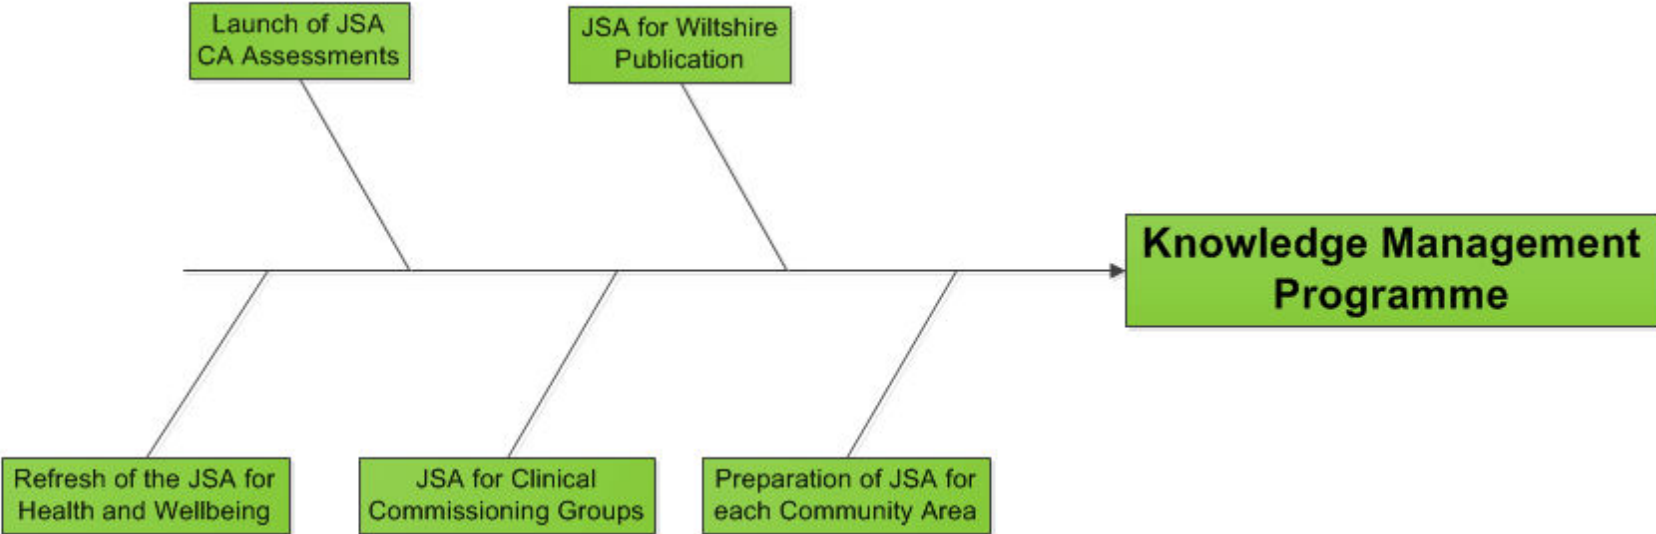 Launch of JSA
CA Assessments
JSA for Wiltshire
Publication
Knowledge Management
Programme
Refresh of the JSA for
Health and Wellbeing
JSA for Clinical
Commissioning Groups
Preparation of JSA for
each Community Area